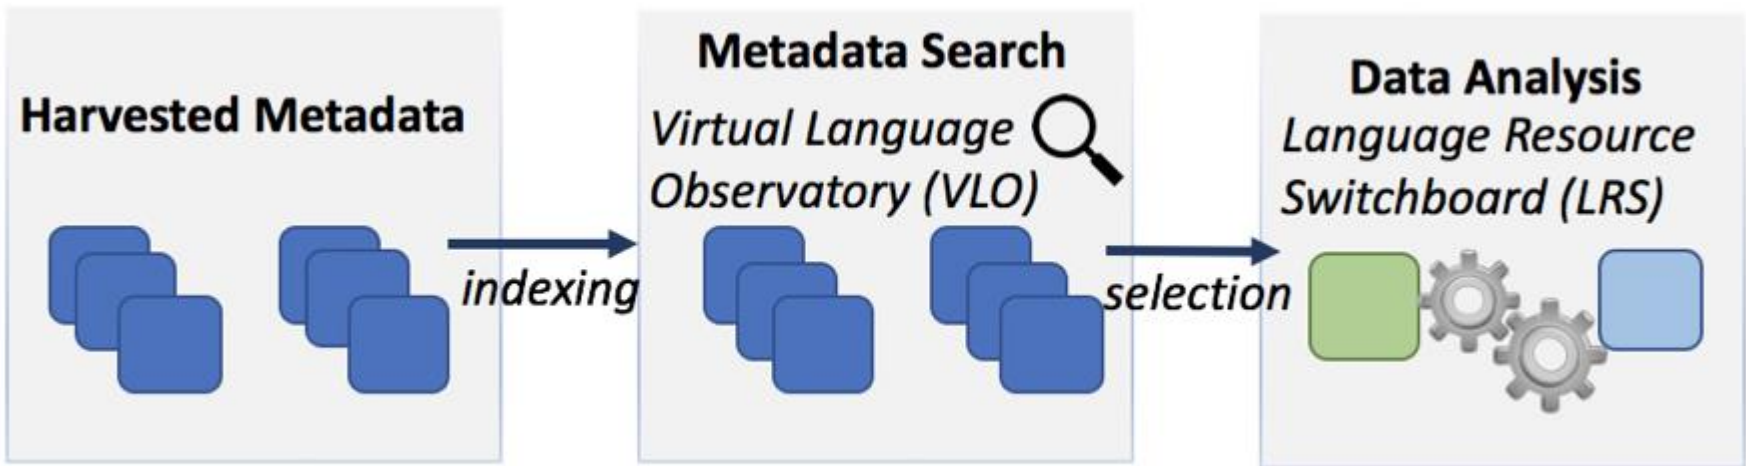 Harvested Metadata
indexing
Metadata Search
Virtual Language
Observatory (VLO)
selection
Data Analysis
Language Resource
Switchboard (LRS)